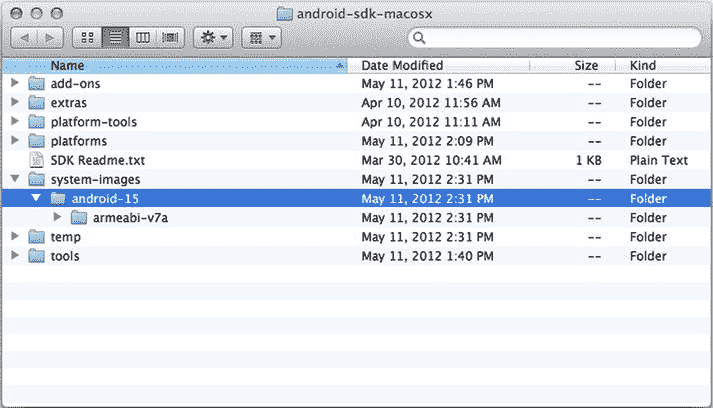 android-sdk-macosx
Name Date Modified Size Kind
add-ons May 11, 2012 1:46 PM -- Folder
extras Apr 10, 2012 11:56 AM -- Folder
platform-tools Apr 10, 2012 11:11 AM -- Folder
platforms May 11, 2012 2:09 PM -- Folder
SDK Readme.txt Mar 30, 2012 10:41 AM 1 KB Plain Text
system-images May 11, 2012 2:31 PM -- Folder
android-15 May 11, 2012 2:31 PM -- Folder
armeabi-v7a May 11, 2012 2:31 PM -- Folder
temp May 11, 2012 2:31 PM -- Folder
tools May 11, 2012 1:40 PM -- Folder